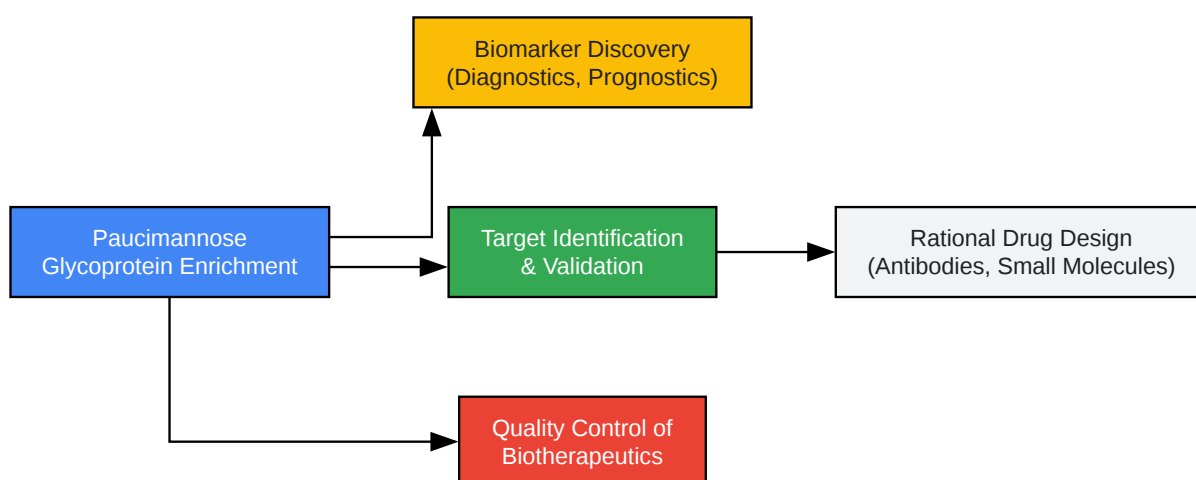 Biomarker Discovery
(Diagnostics, Prognostics)
Paucimannose
Glycoprotein Enrichment
Target Identification
& Validation
Rational Drug Design
(Antibodies, Small Molecules)
Quality Control of
Biotherapeutics